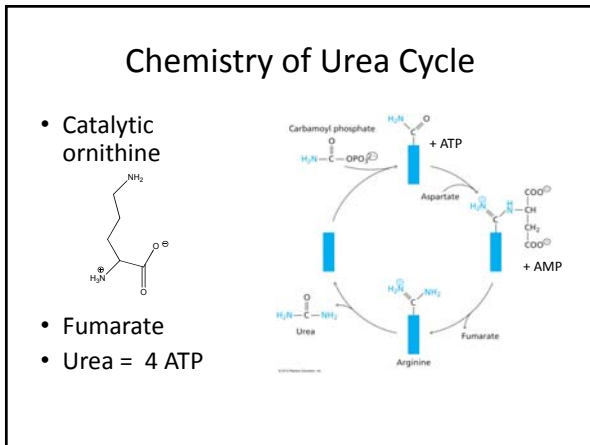 Chemistry of Urea Cycle
• Catalytic
ornithine
NH₂
O ⊖
⊕
H₃N
O
• Fumarate
• Urea = 4 ATP
Carbamoyl phosphate
O
H₂N—C—OPO₃²⊖
H₂N
O
C
+ ATP
Aspartate
H₂N⊕
H
N
C
COO⊖
CH
CH₂
COO⊖
+ AMP
Fumarate
H₂N⊕
NH₂
C
Arginine
O
H₂N—C—NH₂
Urea